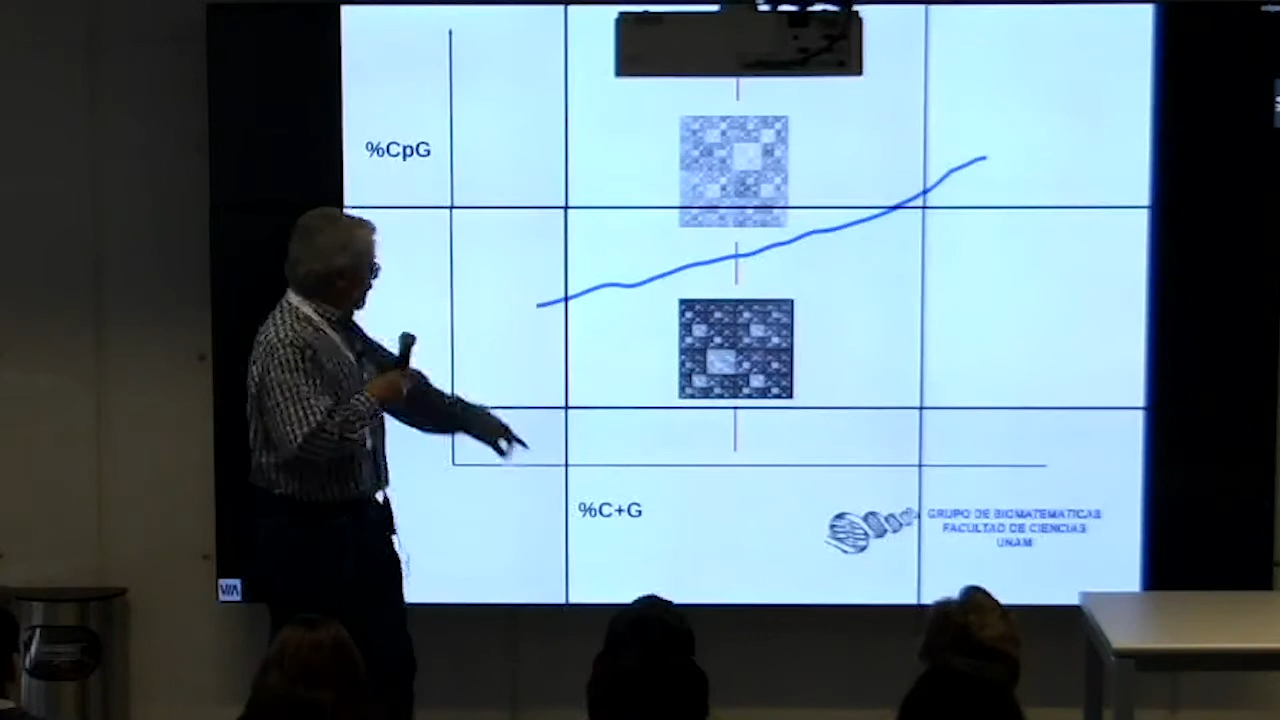 %CpG
%C+G
GRUPO DE BIOMATEMATICAS
FACULTAD DE CIENCIAS
UNAM